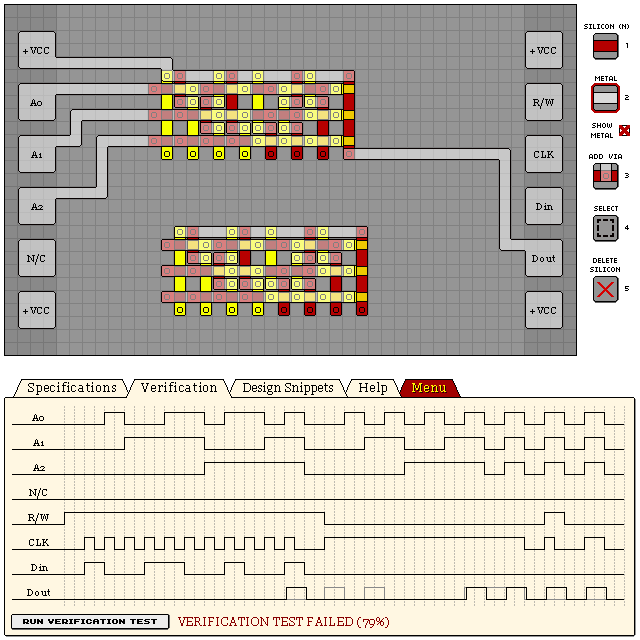 SILICON (N)
1
METAL
2
SHOW METAL
ADD VIA
3
SELECT
4
DELETE SILICON
5
+VCC
A0
A1
A2
N/C
+VCC
+VCC
R/W
CLK
Din
Dout
+VCC
Specifications
Verification
Design Snippets
Help
Menu
A0
A1
A2
N/C
R/W
CLK
Din
Dout
RUN VERIFICATION TEST
VERIFICATION TEST FAILED (79%)